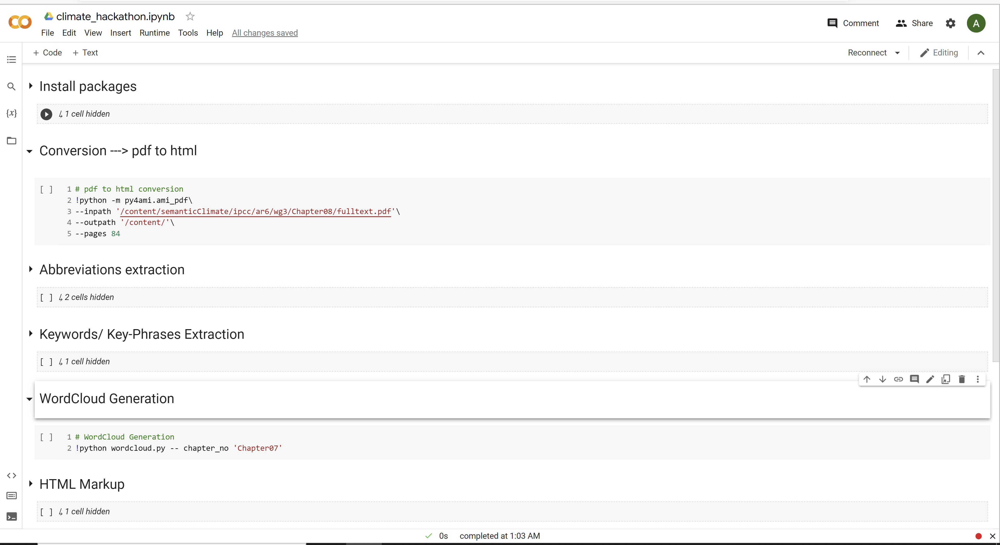 climate_hackathon.ipynb
File Edit View Insert Runtime Tools Help All changes saved
Comment Share A
+ Code + Text
Reconnect Editing
Install packages
↳ 1 cell hidden
{x}
Conversion ---> pdf to html
[ ] 1 # pdf to html conversion
2 !python -m py4ami.ami_pdf\
3 --inpath '/content/semanticClimate/ipcc/ar6/wg3/Chapter08/fulltext.pdf'\
4 --outpath '/content/'\
5 --pages 84
Abbreviations extraction
[ ] ↳ 2 cells hidden
Keywords/ Key-Phrases Extraction
[ ] ↳ 1 cell hidden
WordCloud Generation
[ ] 1 # WordCloud Generation
2 !python wordcloud.py -- chapter_no 'Chapter07'
HTML Markup
[ ] ↳ 1 cell hidden
0s completed at 1:03 AM